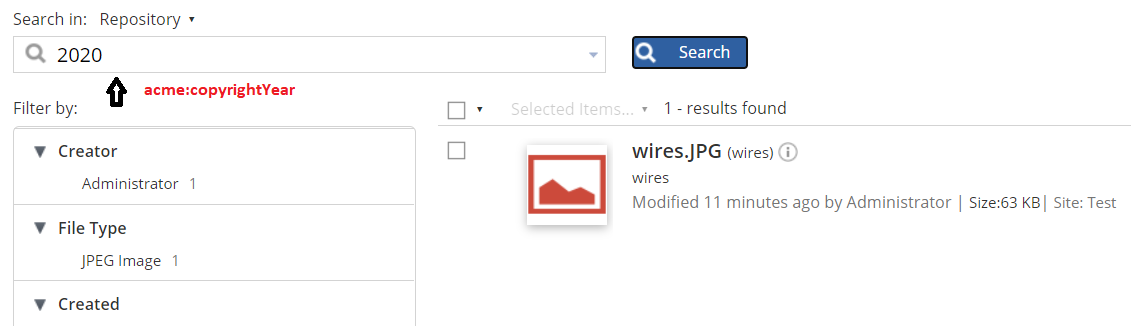 Search in: Repository
2020
Search
acme:copyrightYear
Filter by:
Selected Items... 1 - results found
Creator
Administrator 1
File Type
JPEG Image 1
Created
wires.JPG (wires)
wires
Modified 11 minutes ago by Administrator | Size:63 KB| Site: Test